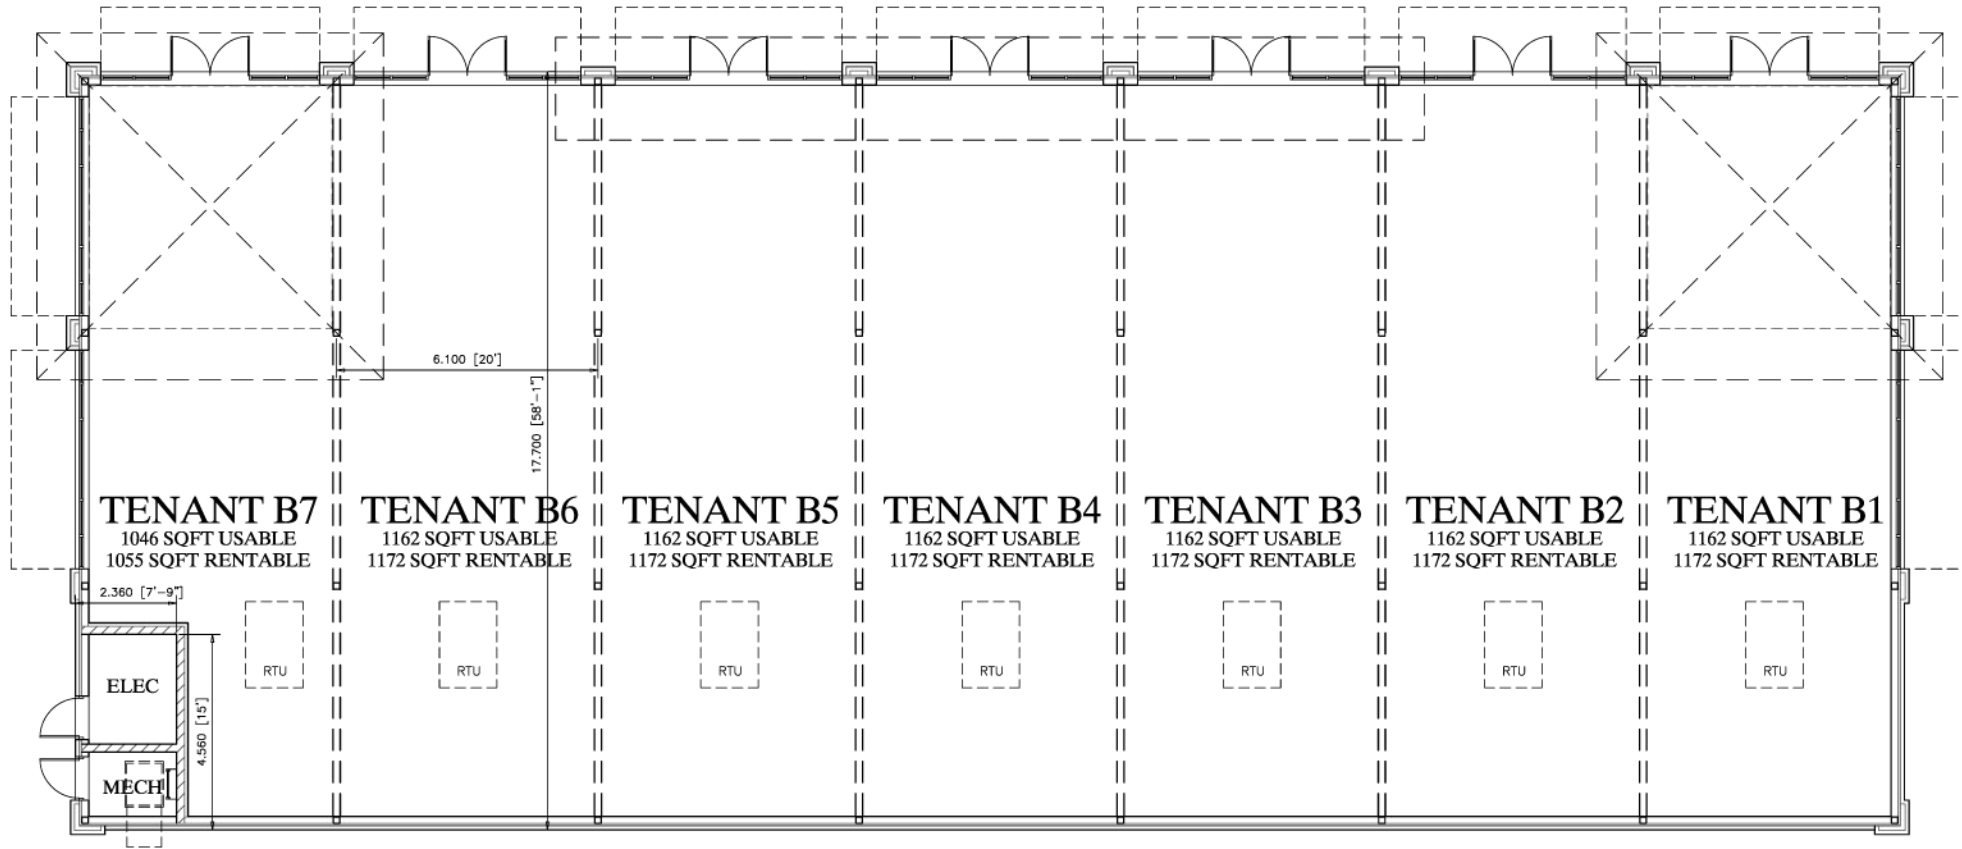 6.100 [20']
17.700 [58'-1"]
TENANT B7
1046 SQFT USABLE
1055 SQFT RENTABLE
TENANT B6
1162 SQFT USABLE
1172 SQFT RENTABLE
TENANT B5
1162 SQFT USABLE
1172 SQFT RENTABLE
TENANT B4
1162 SQFT USABLE
1172 SQFT RENTABLE
TENANT B3
1162 SQFT USABLE
1172 SQFT RENTABLE
TENANT B2
1162 SQFT USABLE
1172 SQFT RENTABLE
TENANT B1
1162 SQFT USABLE
1172 SQFT RENTABLE
2.360 [7'-9"]
RTU
RTU
RTU
RTU
RTU
RTU
RTU
ELEC
4.560 [15']
MECH